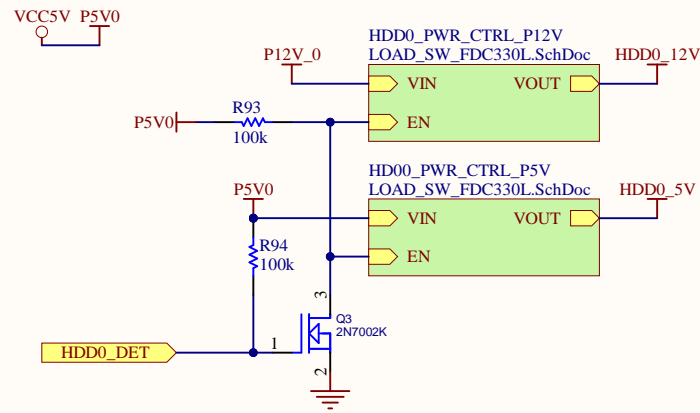 VCC5V P5V0
HDD0_PWR_CTRL_P12V
P12V_0 LOAD_SW_FDC330L.SchDoc HDD0_12V
VIN VOUT
R93
P5V0 EN
100k
HD00_PWR_CTRL_P5V
P5V0 LOAD_SW_FDC330L.SchDoc HDD0_5V
VIN VOUT
R94
100k EN
3
Q3
2N7002K
HDD0_DET 1
2